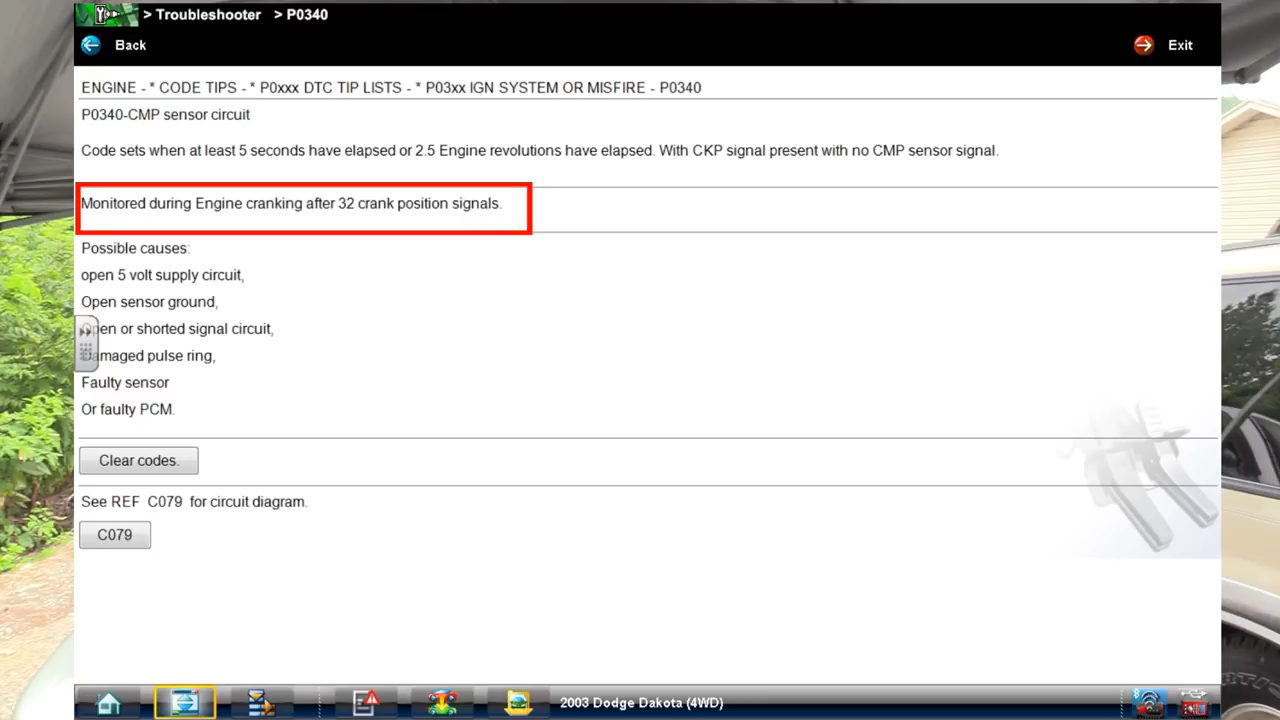 > Troubleshooter > P0340
Back
Exit
ENGINE - * CODE TIPS - * P0xxx DTC TIP LISTS - * P03xx IGN SYSTEM OR MISFIRE - P0340
P0340-CMP sensor circuit
Code sets when at least 5 seconds have elapsed or 2.5 Engine revolutions have elapsed. With CKP signal present with no CMP sensor signal.
Monitored during Engine cranking after 32 crank position signals.
Possible causes:
open 5 volt supply circuit,
Open sensor ground,
Open or shorted signal circuit,
Damaged pulse ring,
Faulty sensor
Or faulty PCM.
Clear codes.
See REF C079 for circuit diagram.
C079
2003 Dodge Dakota (4WD)